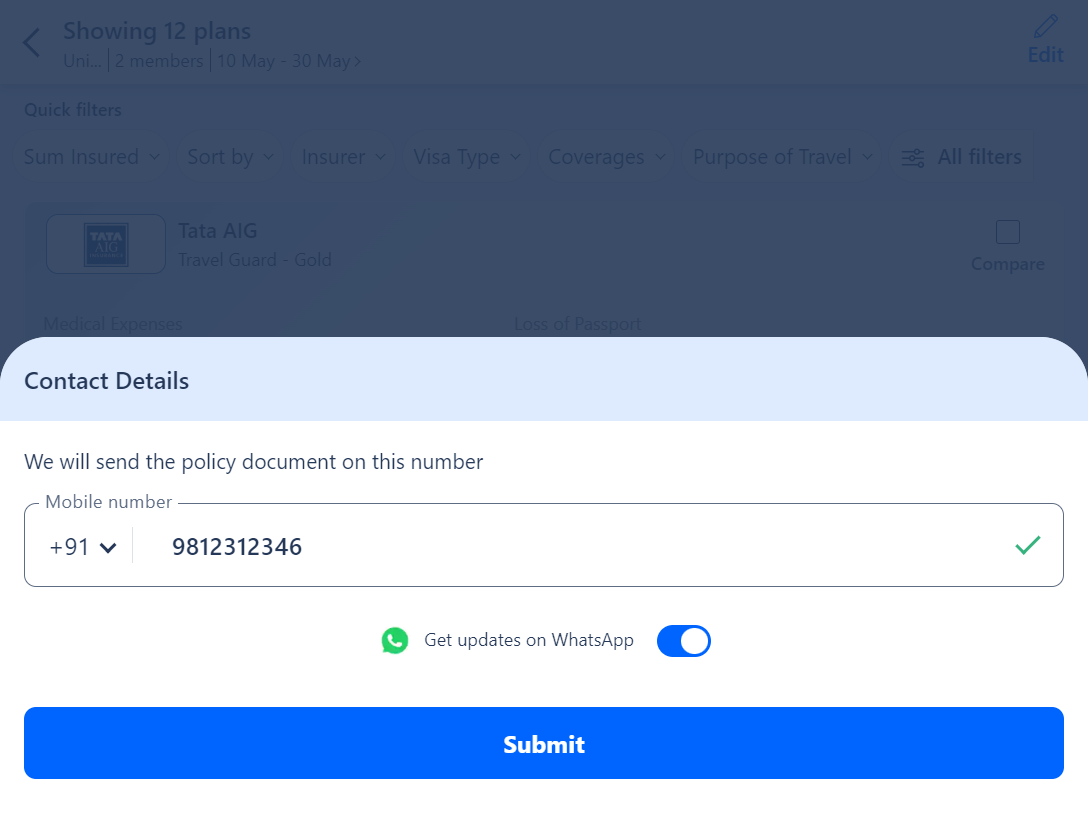 Showing 12 plans
Uni... 2 members 10 May - 30 May
Edit
Quick filters
Sum Insured Sort by Insurer Visa Type Coverages Purpose of Travel All filters
TATA
AIG
Tata AIG
Travel Guard - Gold
Compare
Medical Expenses Loss of Passport
Contact Details
We will send the policy document on this number
Mobile number
+91 9812312346
Get updates on WhatsApp
Submit